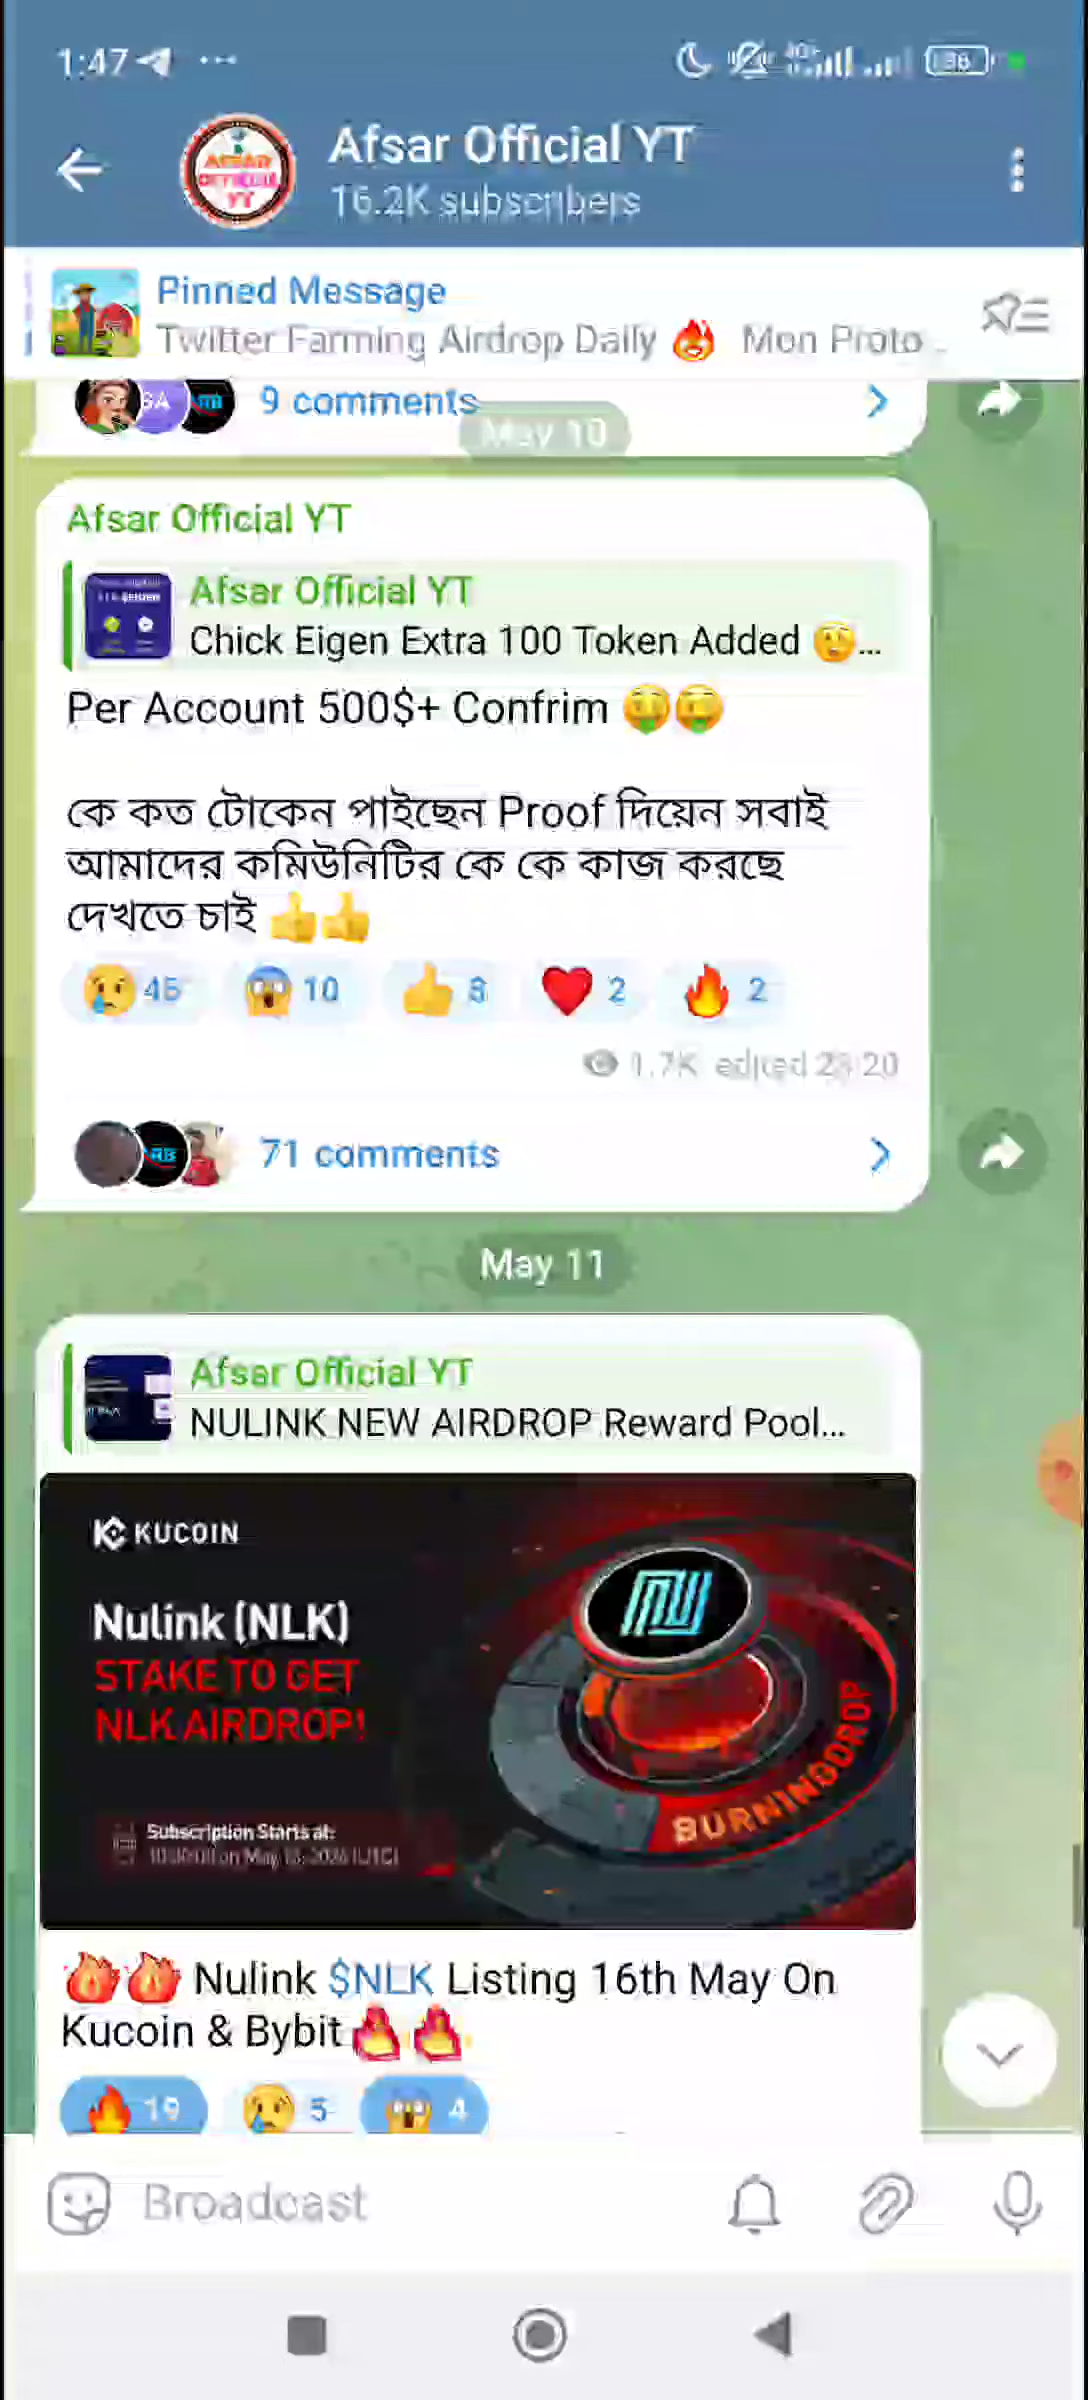 1:47
Afsar Official YT
16.2K subscribers
Pinned Message
Twitter Farming Airdrop Daily 🔥 Mon Proto
9 comments
May 10
Afsar Official YT
Afsar Official YT
Chick Eigen Extra 100 Token Added 🤑...
Per Account 500$+ Confrim 🤑🤑
কে কত টোকেন পাইছেন Proof দিয়েন সবাই
আমাদের কমিউনিটির কে কে কাজ করছে
দেখতে চাই 👍👍
😢 10 👍 8 ❤️ 2 🔥 2
1.7K edited
71 comments
May 11
Afsar Official YT
NULINK NEW AIRDROP Reward Pool...
KUCOIN
Nulink (NLK)
STAKE TO GET
NLK AIRDROP!
BURNINGDROP
Subscription Starts at:
🔥🔥 Nulink $NLK Listing 16th May On
Kucoin & Bybit 🔥🔥
🔥 19 😢 5 😱 4
Broadcast